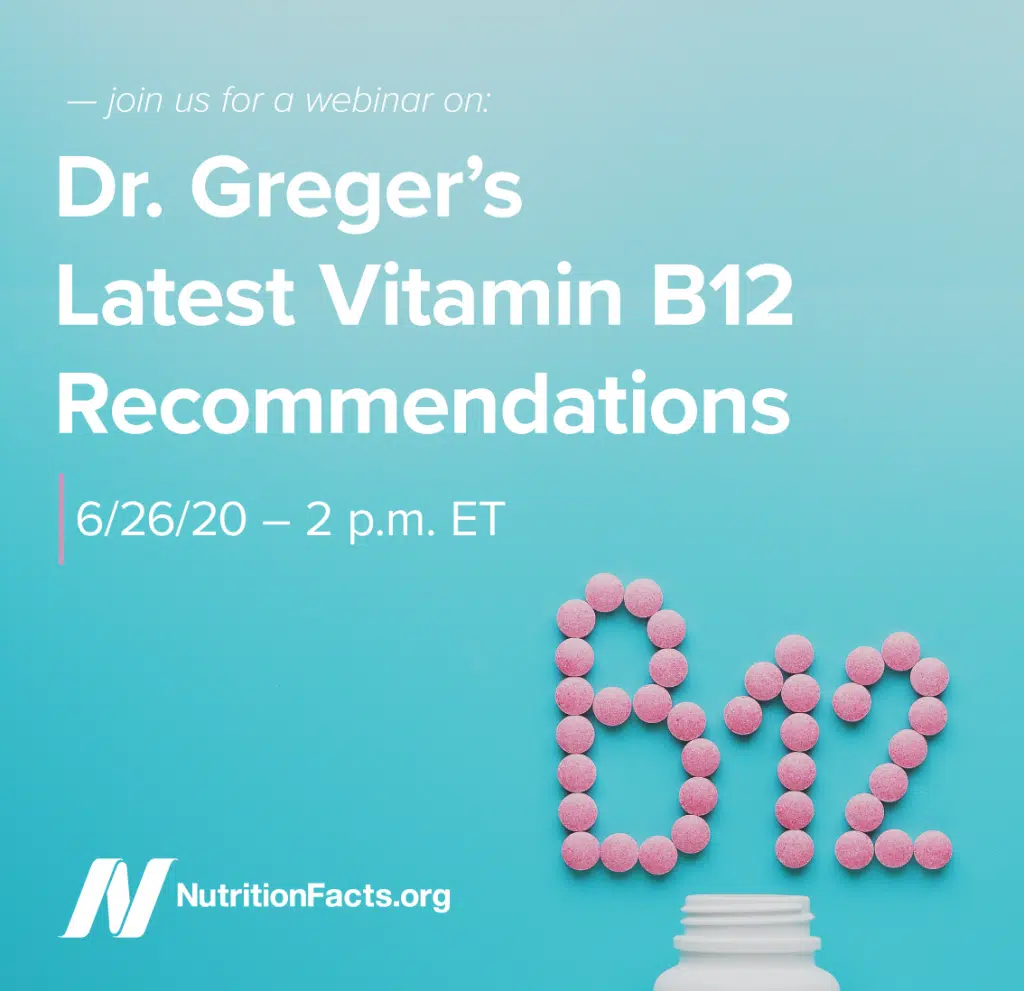 — join us for a webinar on:
Dr. Greger’s
Latest Vitamin B12
Recommendations
6/26/20 – 2 p.m. ET
B12
NutritionFacts.org